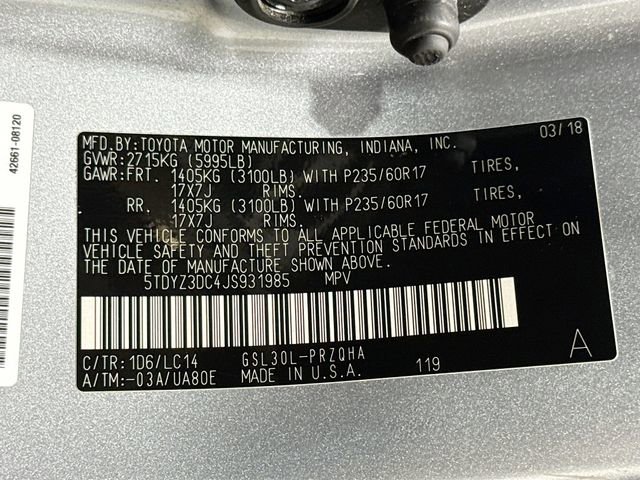 42661-08120
MFD.BY:TOYOTA MOTOR MANUFACTURING, INDIANA, INC. 03/18
GVWR:2715KG (5995LB)
GAWR:FRT. 1405KG (3100LB) WITH P235/60R17 TIRES,
17X7J RIMS.
RR. 1405KG (3100LB) WITH P235/60R17 TIRES,
17X7J RIMS.
THIS VEHICLE CONFORMS TO ALL APPLICABLE FEDERAL MOTOR
VEHICLE SAFETY AND THEFT PREVENTION STANDARDS IN EFFECT ON
THE DATE OF MANUFACTURE SHOWN ABOVE.
5TDYZ3DC4JS931985 MPV
C/TR:1D6/LC14 GSL30L-PRZQHA A
A/TM:-03A/UA80E MADE IN U.S.A. 119